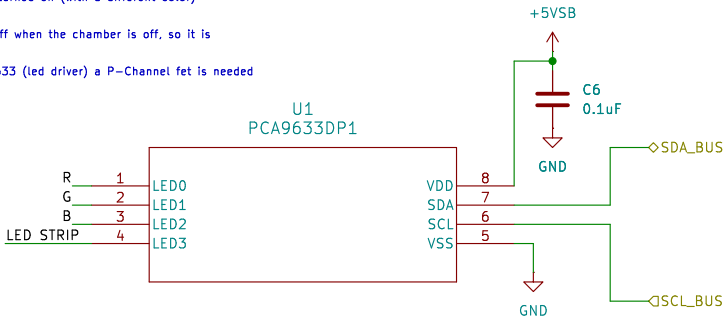 ff when the chamber is off, so it is
33 (led driver) a P-Channel fet is needed
+5VSB
C6
0.1uF
GND
U1
PCA9633DP1
R 1 LED0
G 2 LED1
B 3 LED2
LED STRIP 4 LED3
VDD 8
SDA 7
SCL 6
VSS 5
SDA_BUS
SCL_BUS
GND